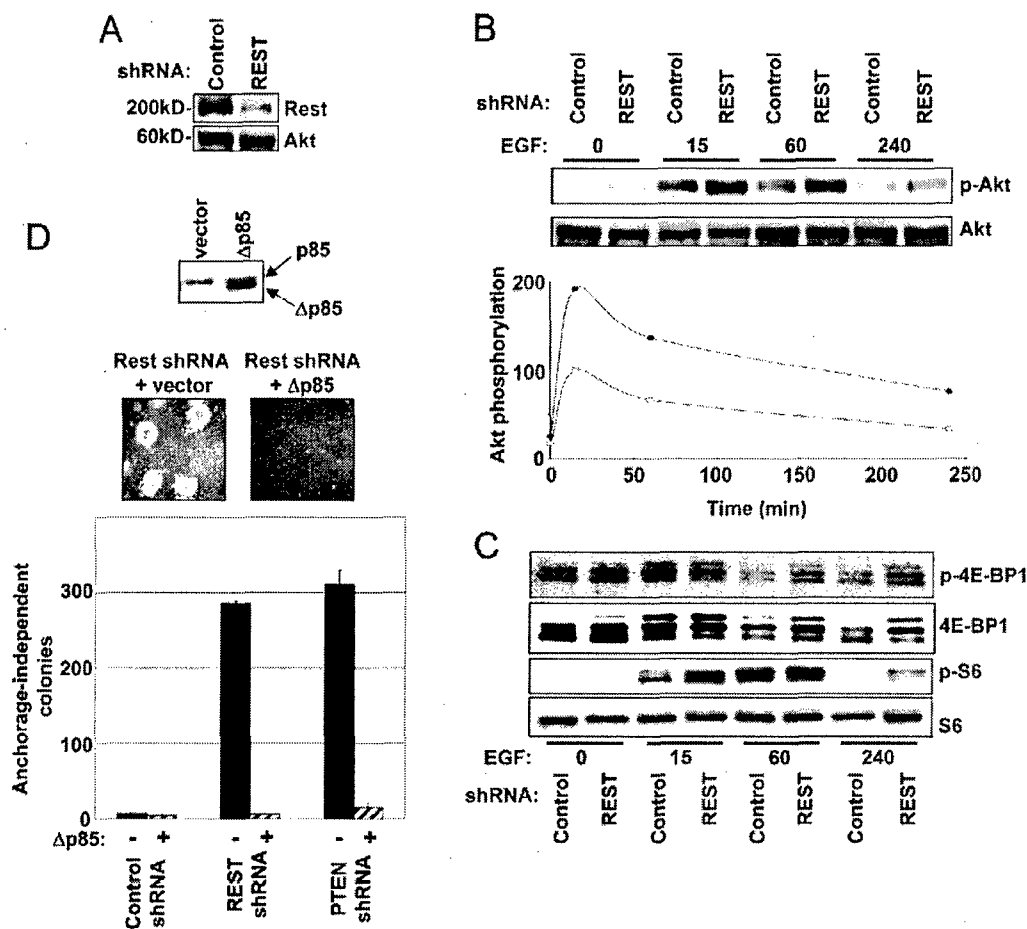 A
shRNA:
Control
REST
200kD-
Rest
60kD-
Akt
B
shRNA:
Control
REST
Control
REST
Control
REST
Control
REST
EGF:
0
15
60
240
p-Akt
Akt
Akt phosphorylation
200
100
0
0
50
100
150
200
250
Time (min)
C
p-4E-BP1
4E-BP1
p-S6
S6
EGF:
0
15
60
240
shRNA:
Control
REST
Control
REST
Control
REST
Control
REST
D
vector
Δp85
p85
Δp85
Rest shRNA
+ vector
Rest shRNA
+ Δp85
Anchorage-independent
colonies
300
200
100
0
Δp85:
-
+
-
+
-
+
Control
shRNA
REST
shRNA
PTEN
shRNA